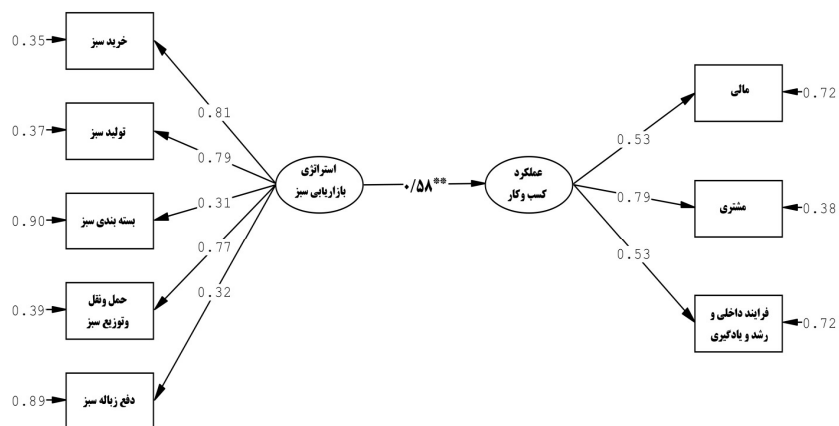 0.35
خرید سبز
0.37
تولید سبز
0.90
بسته بندی سبز
0.39
حمل ونقل
وتوزیع سبز
0.89
دفع زباله سبز
0.81
0.79
0.31
0.77
0.32
استراتژی
بازاریابی سبز
۰/۵۸**
عملکرد
کسب وکار
0.53
0.79
0.53
مالی
0.72
مشتری
0.38
فرایند داخلی و
رشد و یادگیری
0.72